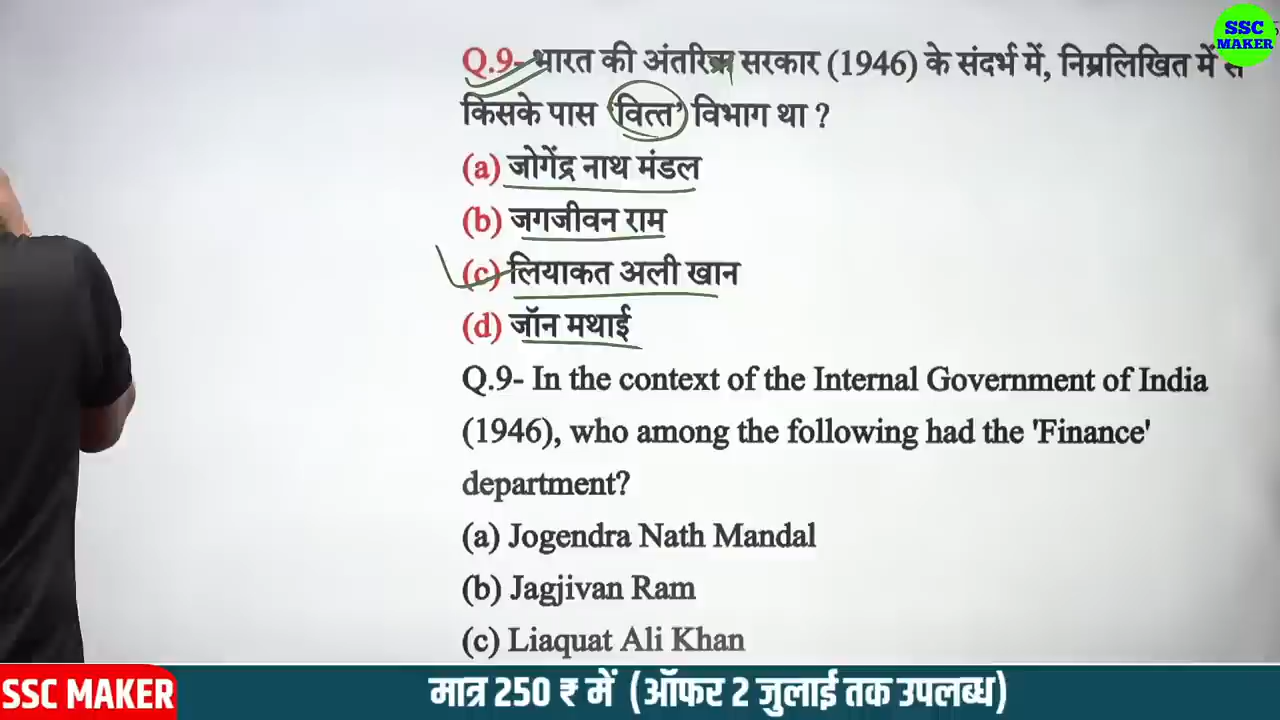 SSC
MAKER
Q.9- भारत की अंतरिम सरकार (1946) के संदर्भ में, निम्नलिखित में से
किसके पास 'वित्त' विभाग था ?
(a) जोगेंद्र नाथ मंडल
(b) जगजीवन राम
(c) लियाकत अली खान
(d) जॉन मथाई
Q.9- In the context of the Internal Government of India
(1946), who among the following had the 'Finance'
department?
(a) Jogendra Nath Mandal
(b) Jagjivan Ram
(c) Liaquat Ali Khan
SSC MAKER
मात्र 250 ₹ में (ऑफर 2 जुलाई तक उपलब्ध)